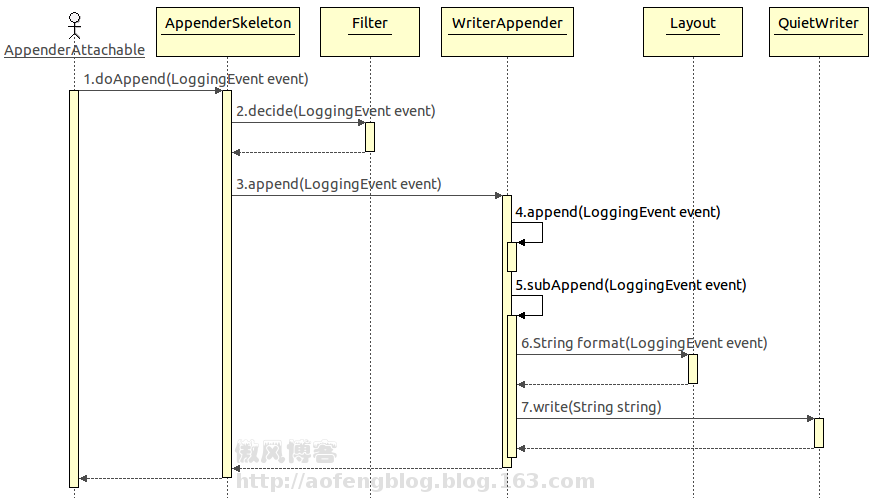 AppenderAttachable
AppenderSkeleton
Filter
WriterAppender
Layout
QuietWriter
1.doAppend(LoggingEvent event)
2.decide(LoggingEvent event)
3.append(LoggingEvent event)
4.append(LoggingEvent event)
5.subAppend(LoggingEvent event)
6.String format(LoggingEvent event)
7.write(String string)
傲风博客
http://aofengblog.blog.163.com